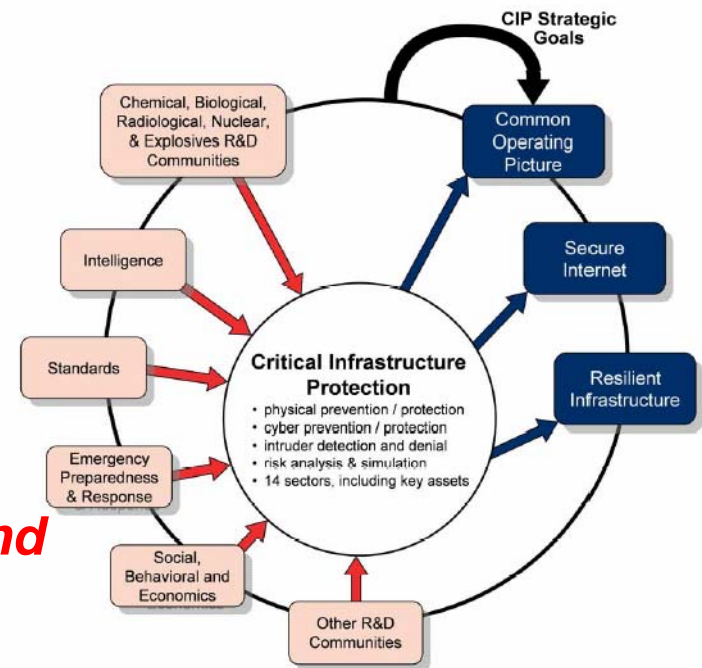 CIP Strategic
Goals
Chemical, Biological,
Radiological, Nuclear,
& Explosives R&D
Communities
Common
Operating
Picture
Intelligence
Secure
Internet
Standards
Critical Infrastructure
Protection
• physical prevention / protection
• cyber prevention / protection
• intruder detection and denial
• risk analysis & simulation
• 14 sectors, including key assets
Resilient
Infrastructure
Emergency
Preparedness
& Response
nd
Social,
Behavioral and
Economics
Other R&D
Communities